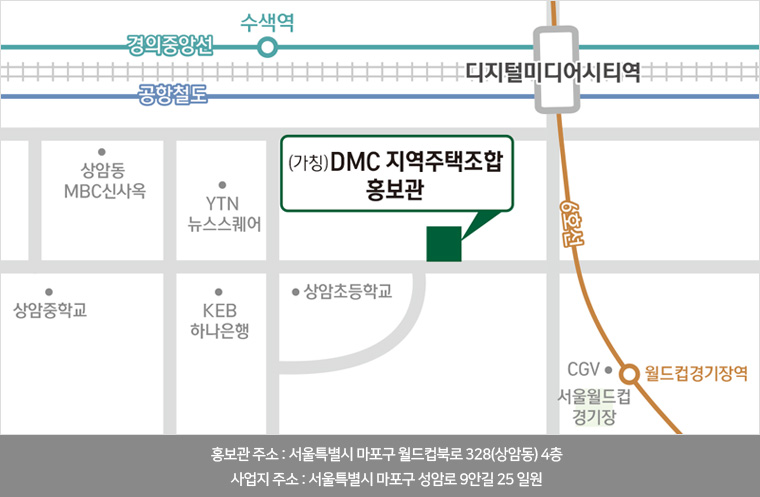 수색역
경의중앙선
디지털미디어시티역
공항철도
(가칭)DMC 지역주택조합
홍보관
상암동
MBC신사옥
YTN
뉴스스퀘어
6호선
상암중학교
KEB
하나은행
상암초등학교
CGV
월드컵경기장역
서울월드컵
경기장
홍보관 주소 : 서울특별시 마포구 월드컵북로 328(상암동) 4층
사업지 주소 : 서울특별시 마포구 성암로 9안길 25 일원